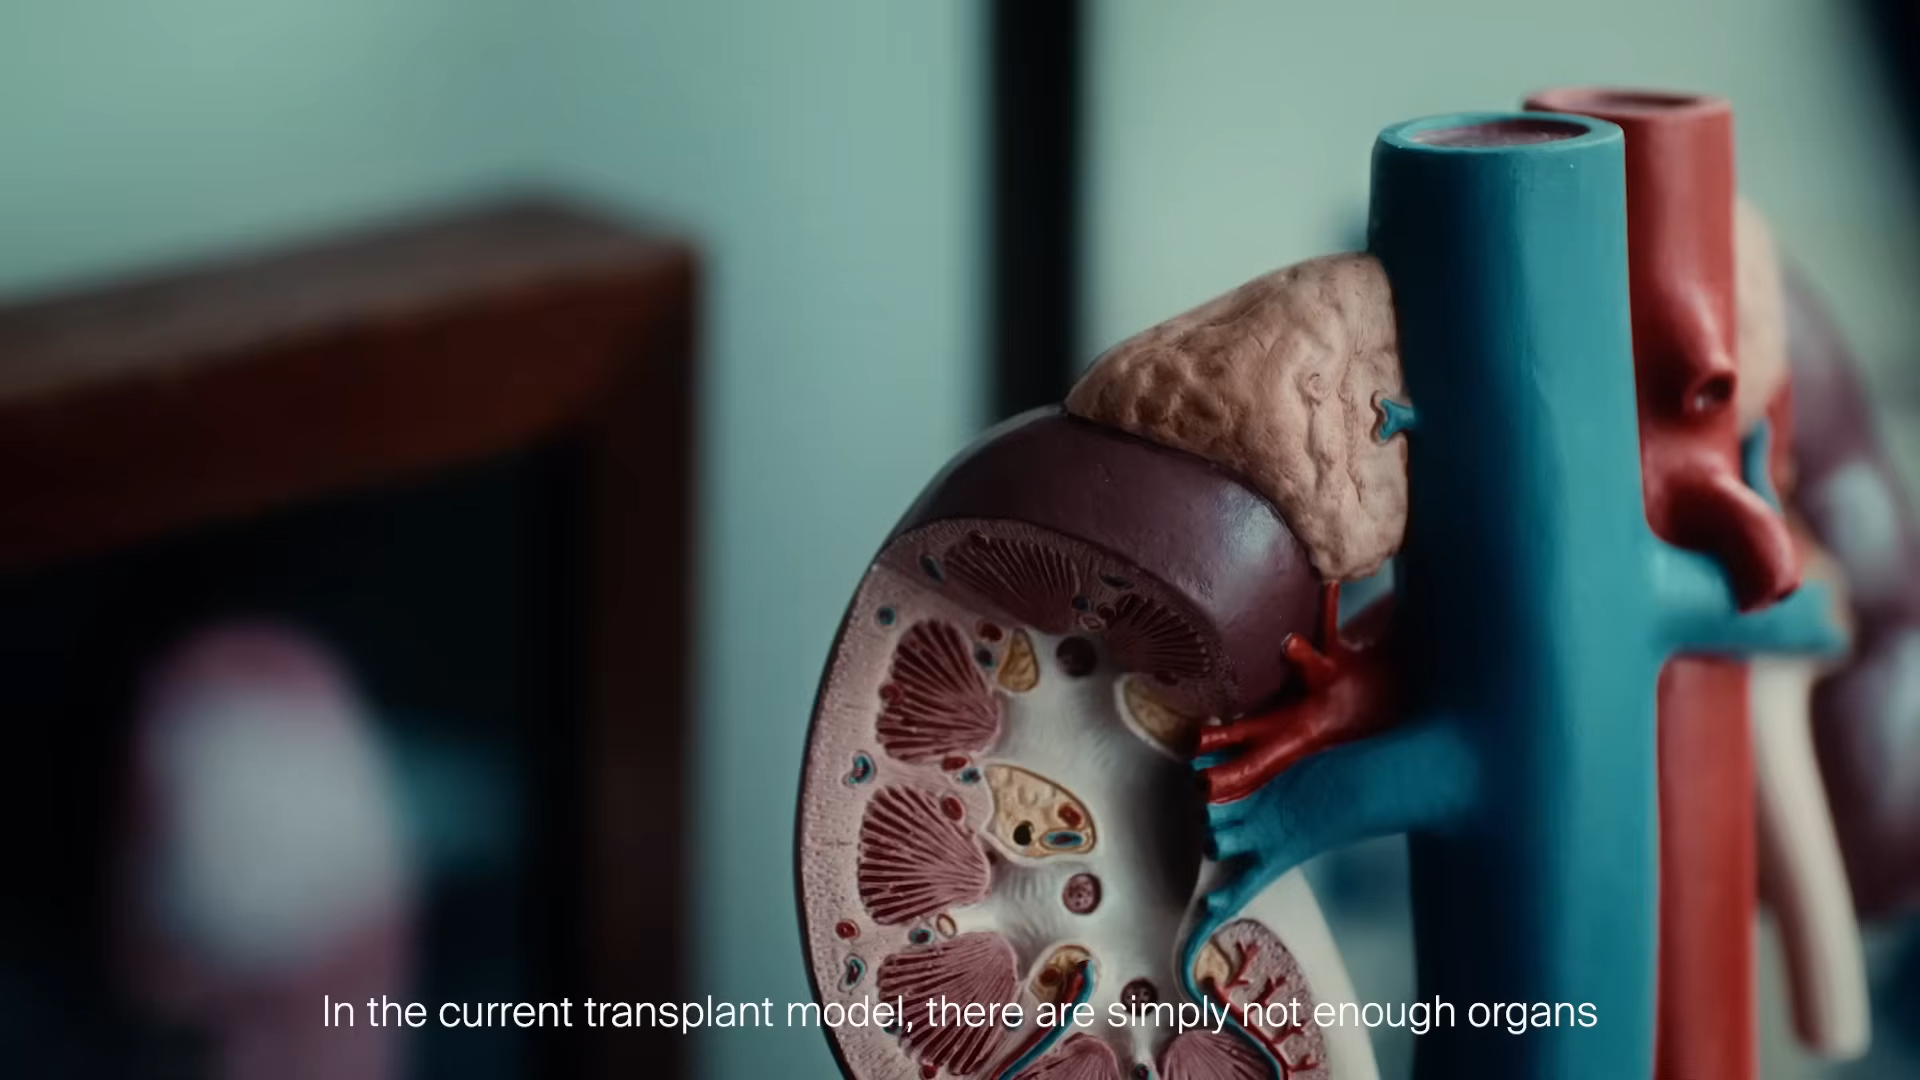 In the current transplant model, there are simply not enough organs